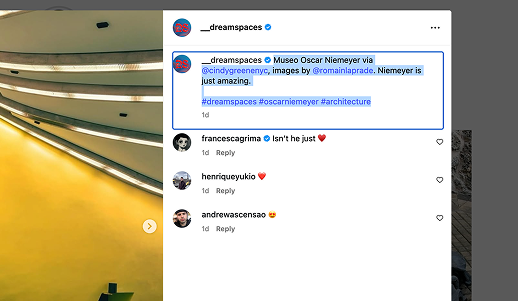 __dreamspaces
__dreamspaces Museo Oscar Niemeyer via
@cindygreenenyc, images by @romainlaprade. Niemeyer is
just amazing.
#dreamspaces #oscarniemeyer #architecture
1d
francescagrima Isn't he just ❤️
1d Reply
henriqueyukio ❤️
1d Reply
andrewascensao 😍
1d Reply